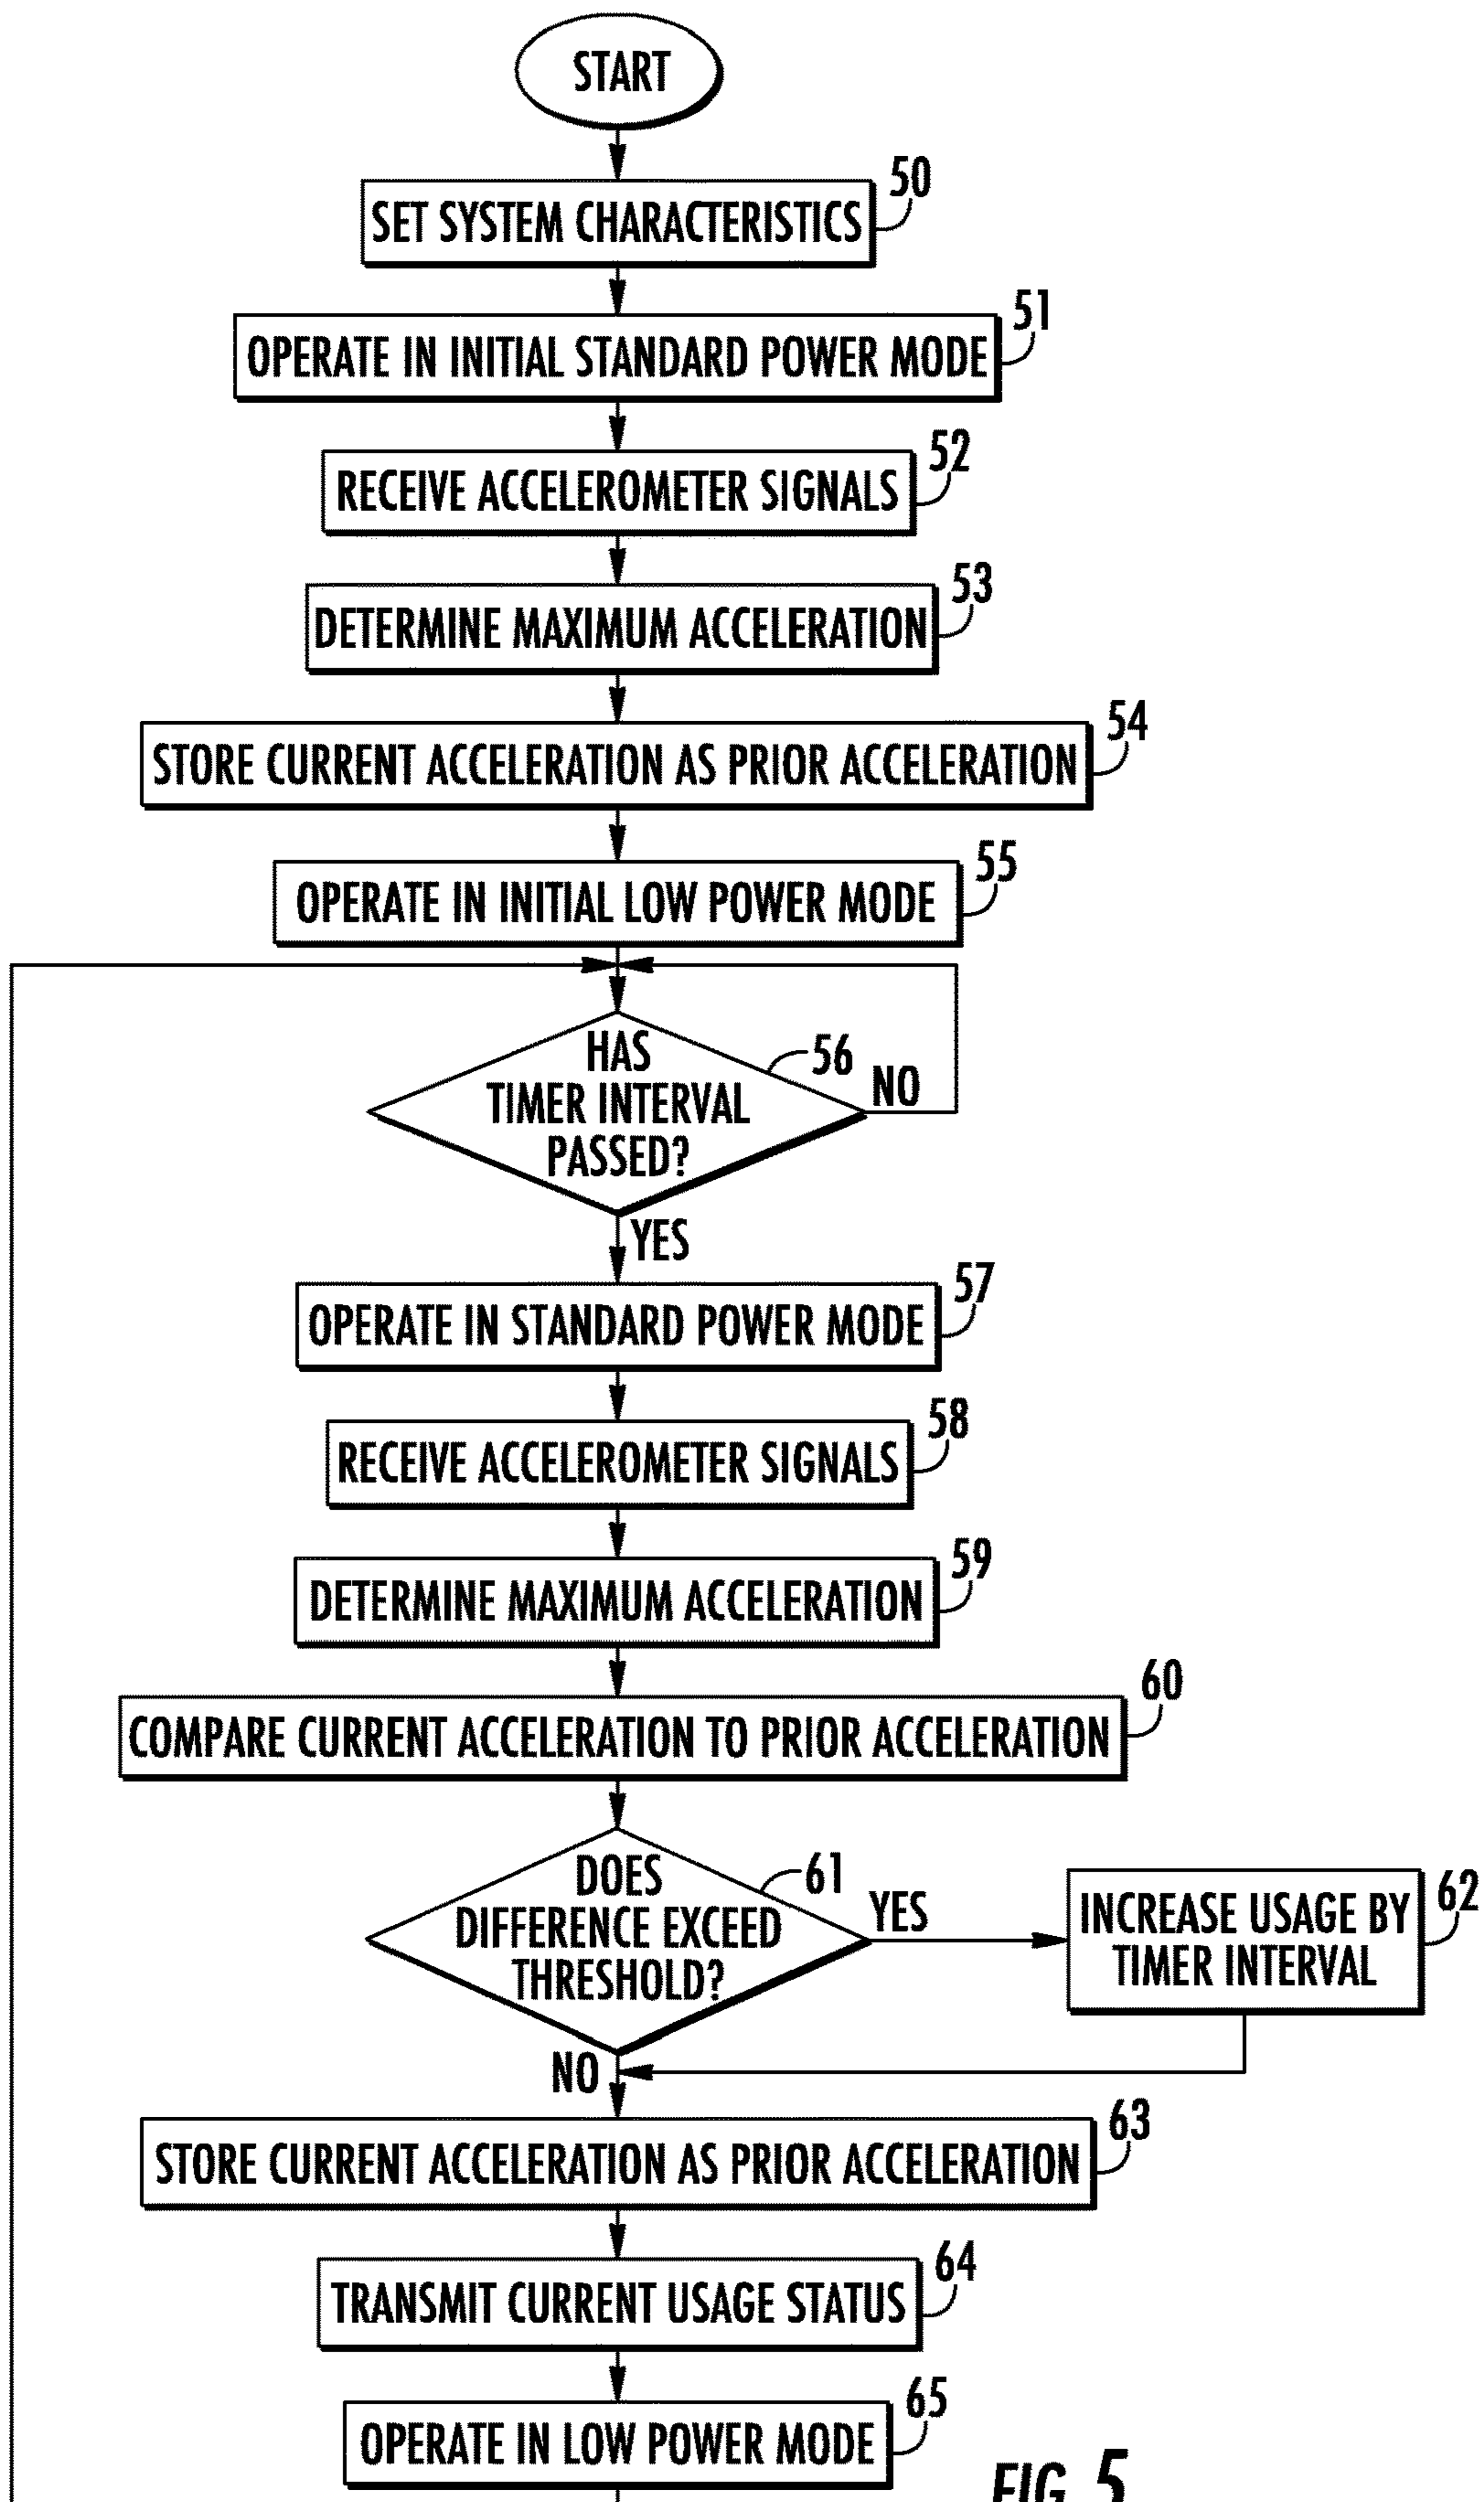 START
50
SET SYSTEM CHARACTERISTICS
51
OPERATE IN INITIAL STANDARD POWER MODE
52
RECEIVE ACCELEROMETER SIGNALS
53
DETERMINE MAXIMUM ACCELERATION
54
STORE CURRENT ACCELERATION AS PRIOR ACCELERATION
55
OPERATE IN INITIAL LOW POWER MODE
HAS
TIMER INTERVAL
PASSED?
56
NO
YES
57
OPERATE IN STANDARD POWER MODE
58
RECEIVE ACCELEROMETER SIGNALS
59
DETERMINE MAXIMUM ACCELERATION
60
COMPARE CURRENT ACCELERATION TO PRIOR ACCELERATION
DOES
DIFFERENCE EXCEED
THRESHOLD?
61
YES
62
INCREASE USAGE BY
TIMER INTERVAL
NO
63
STORE CURRENT ACCELERATION AS PRIOR ACCELERATION
64
TRANSMIT CURRENT USAGE STATUS
65
OPERATE IN LOW POWER MODE
FIG. 5